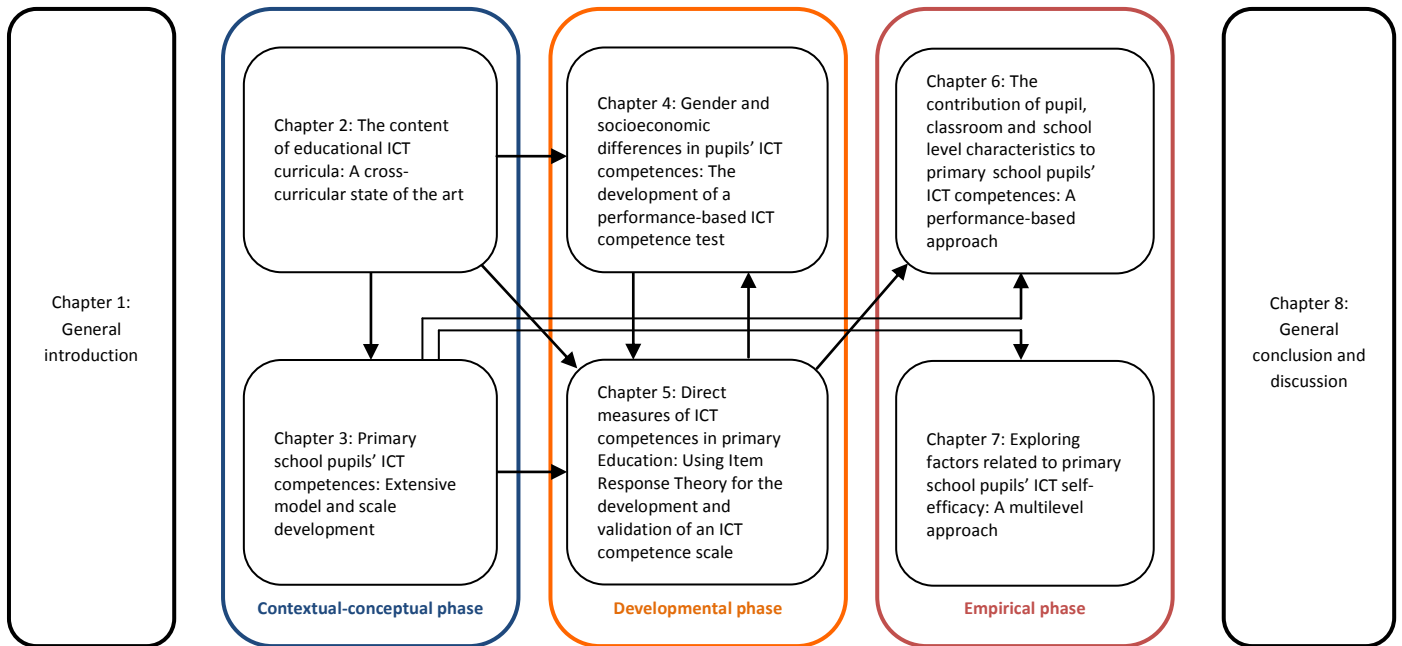 Chapter 1:
General
introduction
Chapter 2: The content
of educational ICT
curricula: A cross-
curricular state of the art
Chapter 3: Primary
school pupils’ ICT
competences: Extensive
model and scale
development
Contextual-conceptual phase
Chapter 4: Gender and
socioeconomic
differences in pupils’ ICT
competences: The
development of a
performance-based ICT
competence test
Chapter 5: Direct
measures of ICT
competences in primary
Education: Using Item
Response Theory for the
development and
validation of an ICT
competence scale
Developmental phase
Chapter 6: The
contribution of pupil,
classroom and school
level characteristics to
primary school pupils’
ICT competences: A
performance-based
approach
Chapter 7: Exploring
factors related to primary
school pupils’ ICT self-
efficacy: A multilevel
approach
Empirical phase
Chapter 8:
General
conclusion and
discussion